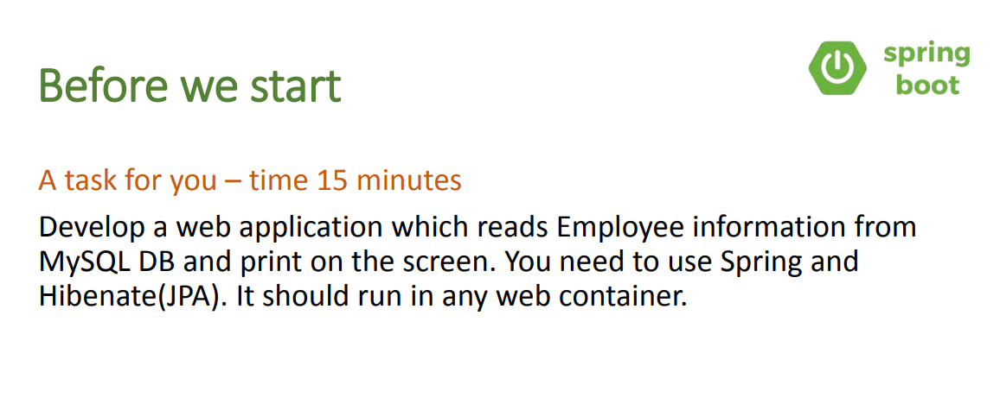 Before we start
spring
boot
A task for you – time 15 minutes
Develop a web application which reads Employee information from
MySQL DB and print on the screen. You need to use Spring and
Hibenate(JPA). It should run in any web container.